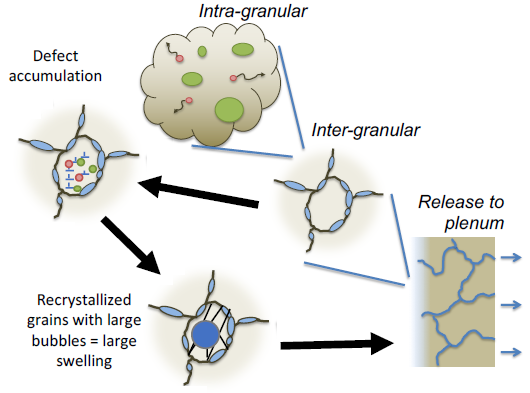 Intra-granular
Defect
accumulation
Inter-granular
Release to
plenum
Recrystallized
grains with large
bubbles = large
swelling